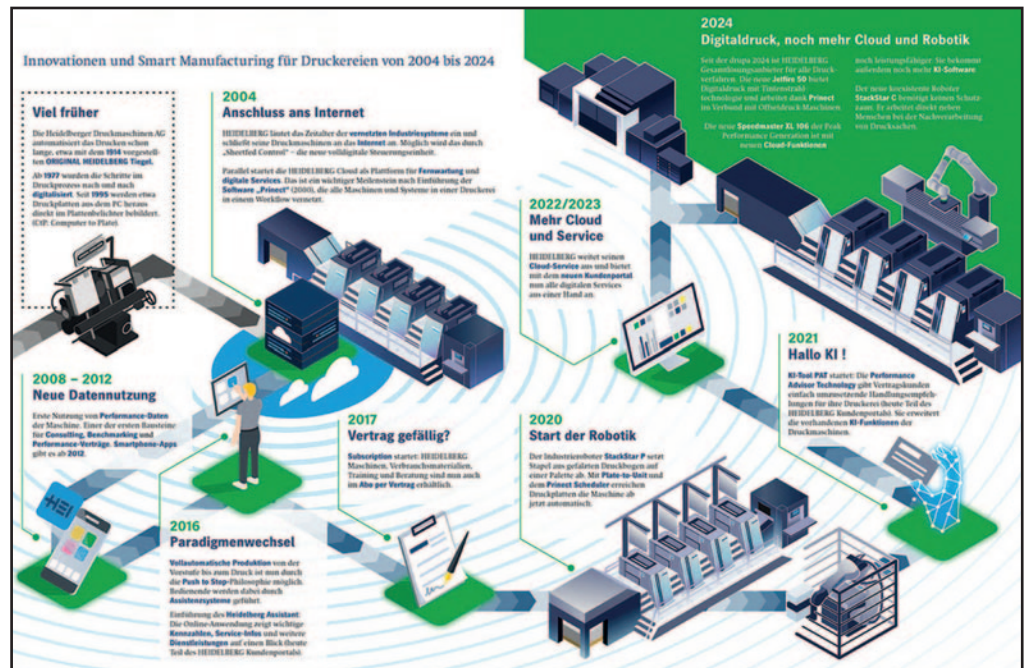 Innovationen und Smart Manufacturing für Druckereien von 2004 bis 2024
Viel früher
Die Heidelberger Druckmaschinen AG
automatisiert das Drucken schon
lange, etwa mit dem 1914 vorgestell-
ten ORIGINAL HEIDELBERG Tiegel.
Ab 1977 wurden die Schritte im
Druckprozess nach und nach
digitalisiert. Seit 1995 werden etwa
Druckplatten aus dem PC heraus
direkt im Plattenbelichter bebildert.
(CtP: Computer to Plate).
2004
Anschluss ans Internet
HEIDELBERG läutet das Zeitalter der vernetzten Industriesysteme ein und
schließt seine Druckmaschinen an das Internet an. Möglich wird das durch
„Sheetfed Control“ – die neue volldigitale Steuerungseinheit.
Parallel startet die HEIDELBERG Cloud als Plattform für Fernwartung und
digitale Services. Das ist ein wichtiger Meilenstein nach Einführung der
Software „Prinect“ (2000), die alle Maschinen und Systeme in einer Druckerei
in einem Workflow vernetzt.
2008 – 2012
Neue Datennutzung
Erste Nutzung von Performance-Daten
der Maschine. Einer der ersten Bausteine
für Consulting, Benchmarking und
Performance-Verträge. Smartphone-Apps
gibt es ab 2012.
HEI
2016
Paradigmenwechsel
Vollautomatische Produktion von der
Vorstufe bis zum Druck ist nun durch
die Push to Stop-Philosophie möglich.
Bedienende werden dabei durch
Assistenzsysteme geführt.
Einführung des Heidelberg Assistant:
Die Online-Anwendung zeigt wichtige
Kennzahlen, Service-Infos und weitere
Dienstleistungen auf einen Blick (heute
Teil des HEIDELBERG Kundenportals).
2017
Vertrag gefällig?
Subscription startet: HEIDELBERG
Maschinen, Verbrauchsmaterialien,
Training und Beratung sind nun auch
im Abo per Vertrag erhältlich.
2020
Start der Robotik
Der Industrieroboter StackStar P setzt
Stapel aus gefalzten Druckbogen auf
einer Palette ab. Mit Plate-to-Unit und
dem Prinect Scheduler erreichen
Druckplatten die Maschine ab
jetzt automatisch.
2021
Hallo KI !
KI-Tool PAT startet: Die Performance
Advisor Technology gibt Vertragskunden
einfach umzusetzende Handlungsempfeh-
lungen für ihre Druckerei (heute Teil des
HEIDELBERG Kundenportals). Sie erweitert
die vorhandenen KI-Funktionen der
Druckmaschinen.
2022/2023
Mehr Cloud
und Service
HEIDELBERG weitet seinen
Cloud-Service aus und bietet
mit dem neuen Kundenportal
nun alle digitalen Services
aus einer Hand an.
2024
Digitaldruck, noch mehr Cloud und Robotik
Seit der drupa 2024 ist HEIDELBERG
Gesamtlösungsanbieter für alle Druck-
verfahren. Die neue Jetfire 50 bietet
Digitaldruck mit Tintenstrahl-
technologie und arbeitet dank Prinect
im Verbund mit Offsetdruck-Maschinen
Die neue Speedmaster XL 106 der Peak
Performance Generation ist mit
neuen Cloud-Funktionen
noch leistungsfähiger. Sie bekommt
außerdem noch mehr KI-Software
Der neue koexistente Roboter
StackStar C benötigt keinen Schutz-
zaun. Er arbeitet direkt neben
Menschen bei der Nachverarbeitung
von Drucksachen.